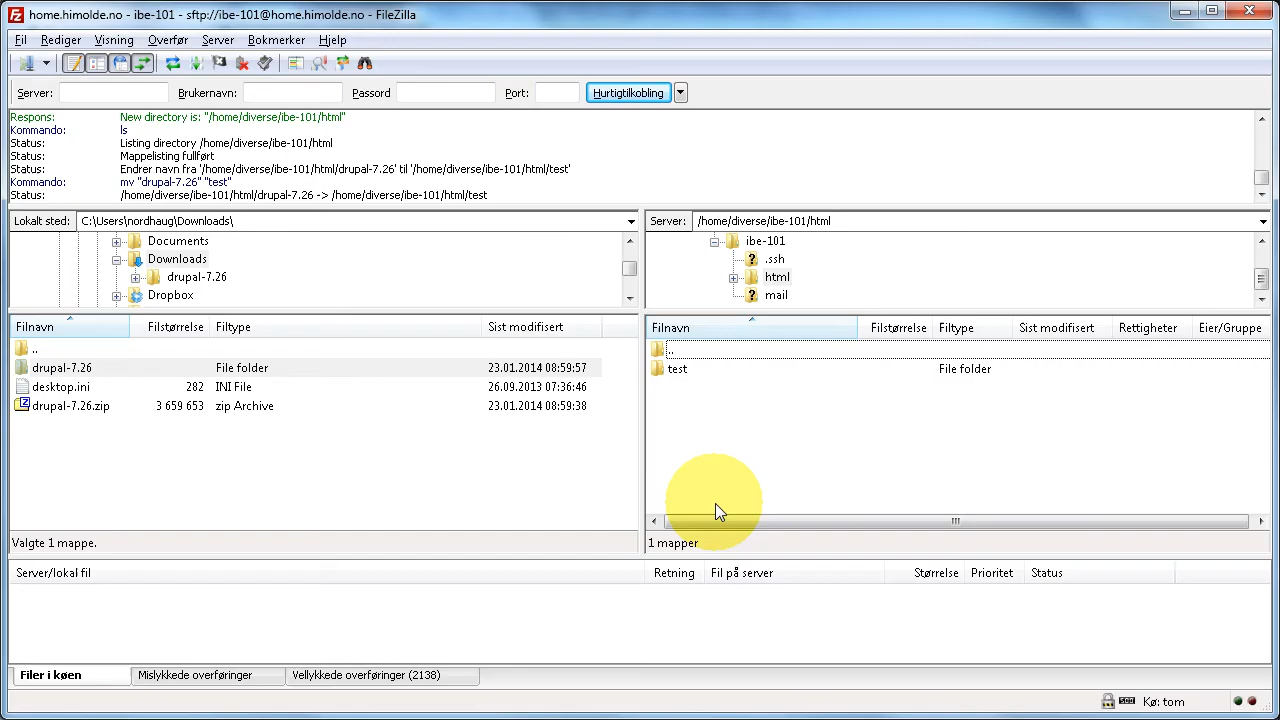 home.himolde.no - ibe-101 - sftp://ibe-101@home.himolde.no - FileZilla
Fil Rediger Visning Overfør Server Bokmerker Hjelp
Server: Brukernavn: Passord Port: Hurtigtilkobling
Respons: New directory is: "/home/diverse/ibe-101/html"
Kommando: ls
Status: Listing directory /home/diverse/ibe-101/html
Status: Mappelisting fullført
Status: Endrer navn fra '/home/diverse/ibe-101/html/drupal-7.26' til '/home/diverse/ibe-101/html/test'
Kommando: mv "drupal-7.26" "test"
Status: /home/diverse/ibe-101/html/drupal-7.26 -> /home/diverse/ibe-101/html/test
Lokalt sted: C:\Users\nordhaug\Downloads\
Documents
Downloads
drupal-7.26
Dropbox
Filnavn Filstørrelse Filtype Sist modifisert
..
drupal-7.26 File folder 23.01.2014 08:59:57
desktop.ini 282 INI File 26.09.2013 07:36:46
drupal-7.26.zip 3 659 653 zip Archive 23.01.2014 08:59:38
Valgte 1 mappe.
Server: /home/diverse/ibe-101/html
ibe-101
.ssh
html
mail
Filnavn Filstørrelse Filtype Sist modifisert Rettigheter Eier/Gruppe
..
test File folder
1 mapper
Server/lokal fil Retning Fil på server Størrelse Prioritet Status
Filer i køen Mislykkede overføringer Vellykkede overføringer (2138)
Kø: tom